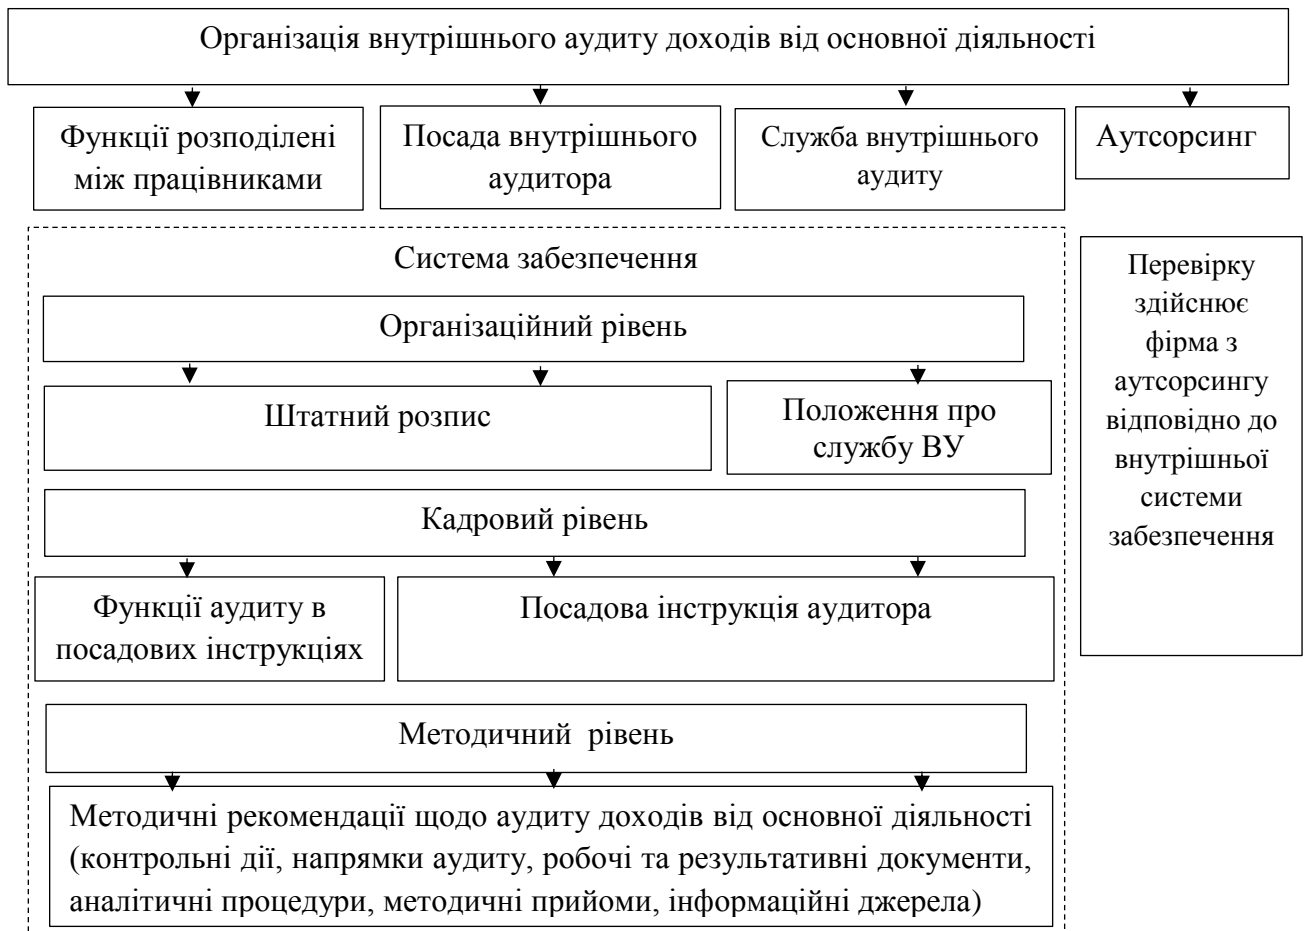 Організація внутрішнього аудиту доходів від основної діяльності
Функції розподілені
між працівниками
Посада внутрішнього
аудитора
Служба внутрішнього
аудиту
Аутсорсинг
Система забезпечення
Організаційний рівень
Штатний розпис
Положення про
службу ВУ
Кадровий рівень
Функції аудиту в
посадових інструкціях
Посадова інструкція аудитора
Методичний рівень
Методичні рекомендації щодо аудиту доходів від основної діяльності
(контрольні дії, напрямки аудиту, робочі та результативні документи,
аналітичні процедури, методичні прийоми, інформаційні джерела)
Перевірку
здійснює
фірма з
аутсорсингу
відповідно до
внутрішньої
системи
забезпечення